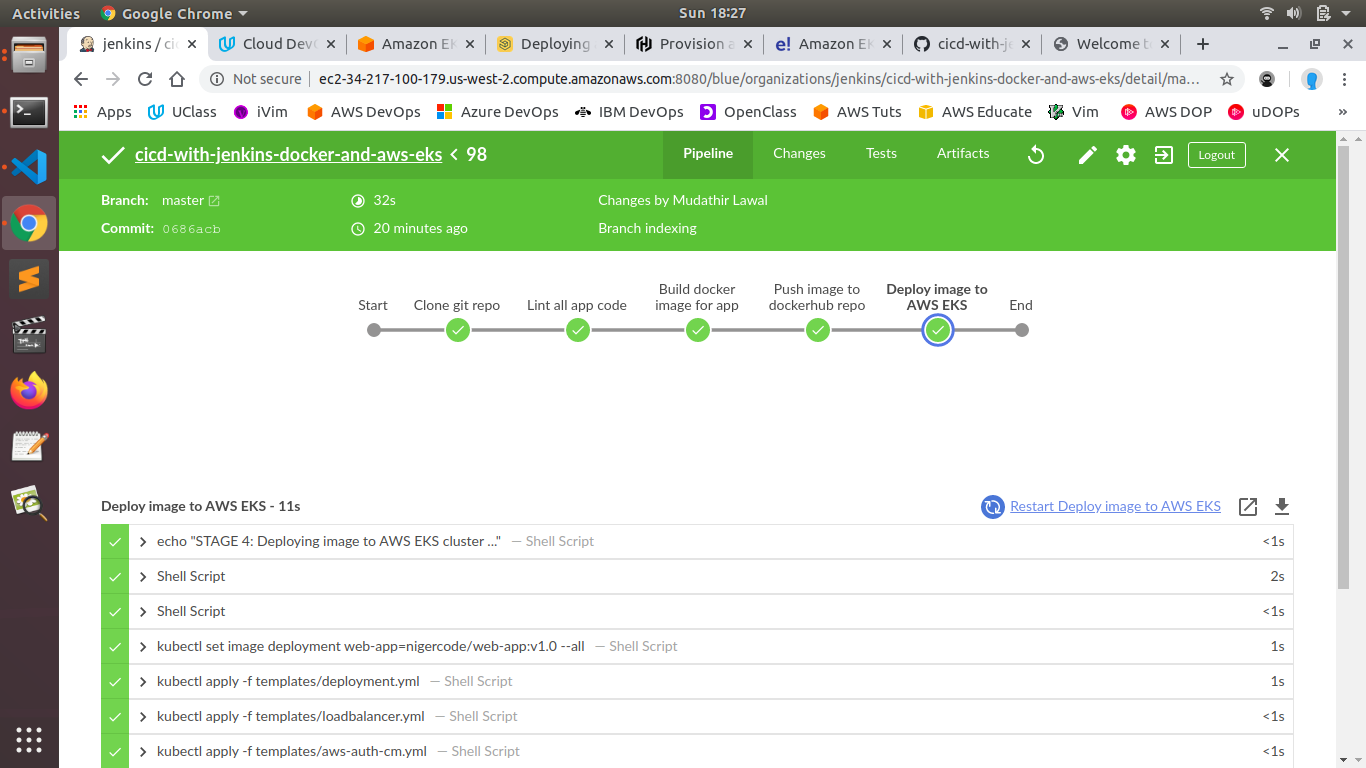 Activities Google Chrome Sun 18:27
jenkins / cic Cloud DevO Amazon EK Deploying Provision a Amazon EK cicd-with-je Welcome to
Not secure ec2-34-217-100-179.us-west-2.compute.amazonaws.com:8080/blue/organizations/jenkins/cicd-with-jenkins-docker-and-aws-eks/detail/ma...
Apps UClass iVim AWS DevOps Azure DevOps IBM DevOps OpenClass AWS Tuts AWS Educate Vim AWS DOP uDOPs »
cicd-with-jenkins-docker-and-aws-eks < 98 Pipeline Changes Tests Artifacts Logout
Branch: master 32s Changes by Mudathir Lawal
Commit: 0686acb 20 minutes ago Branch indexing
Start Clone git repo Lint all app code Build docker image for app Push image to dockerhub repo Deploy image to AWS EKS End
Deploy image to AWS EKS - 11s Restart Deploy image to AWS EKS
echo "STAGE 4: Deploying image to AWS EKS cluster ..." — Shell Script <1s
Shell Script 2s
Shell Script <1s
kubectl set image deployment web-app=nigercode/web-app:v1.0 --all — Shell Script 1s
kubectl apply -f templates/deployment.yml — Shell Script 1s
kubectl apply -f templates/loadbalancer.yml — Shell Script <1s
kubectl apply -f templates/aws-auth-cm.yml — Shell Script <1s